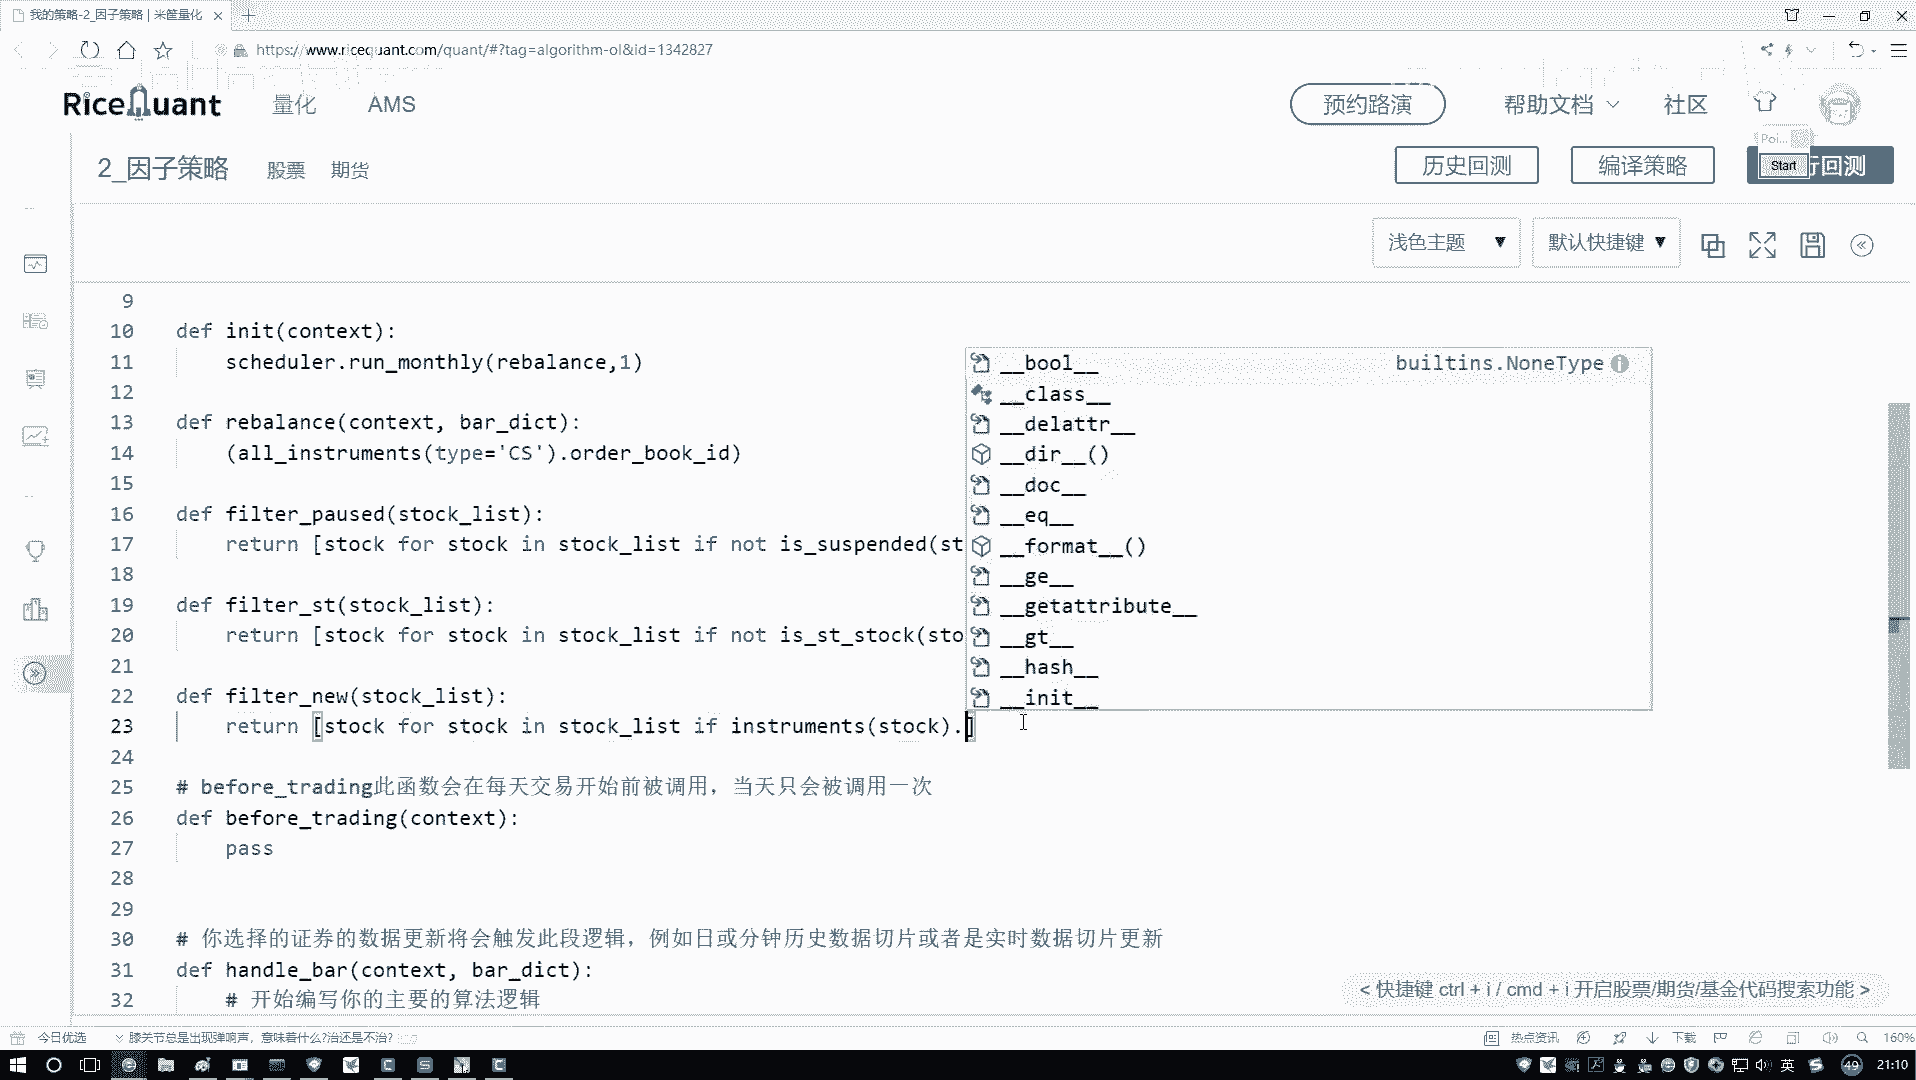 我的策略-2_因子策略 | 米筐量化
https://www.ricequant.com/quant/#?tag=algorithm-ol&id=1342827
RiceQuant 量化 AMS 预约路演 帮助文档 社区
Poi...
2_因子策略 股票 期货 历史回测 编译策略 Start 行回测
浅色主题 ▼ 默认快捷键 ▼
9
10 def init(context):
11 scheduler.run_monthly(rebalance,1)
12
13 def rebalance(context, bar_dict):
14 (all_instruments(type='CS').order_book_id)
15
16 def filter_paused(stock_list):
17 return [stock for stock in stock_list if not is_suspended(st
18
19 def filter_st(stock_list):
20 return [stock for stock in stock_list if not is_st_stock(sto
21
22 def filter_new(stock_list):
23 return [stock for stock in stock_list if instruments(stock).]
24
25 # before_trading此函数会在每天交易开始前被调用，当天只会被调用一次
26 def before_trading(context):
27 pass
28
29
30 # 你选择的证券的数据更新将会触发此段逻辑，例如日或分钟历史数据切片或者是实时数据切片更新
31 def handle_bar(context, bar_dict):
32 # 开始编写你的主要的算法逻辑
__bool__ builtins.NoneType
__class__
__delattr__
__dir__()
__doc__
__eq__
__format__()
__ge__
__getattribute__
__gt__
__hash__
__init__
< 快捷键 ctrl + i / cmd + i 开启股票/期货/基金代码搜索功能 >
今日优选 膝关节总是出现弹响声，意味着什么?治还是不治? 热点资讯 下载 160%
英 49 21:10